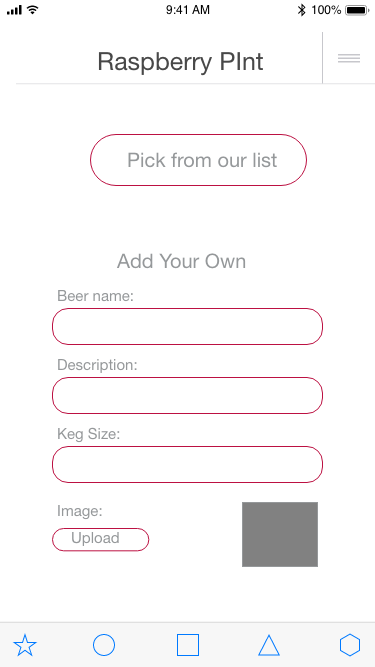 9:41 AM
100%
Raspberry PInt
Pick from our list
Add Your Own
Beer name:
Description:
Keg Size:
Image:
Upload